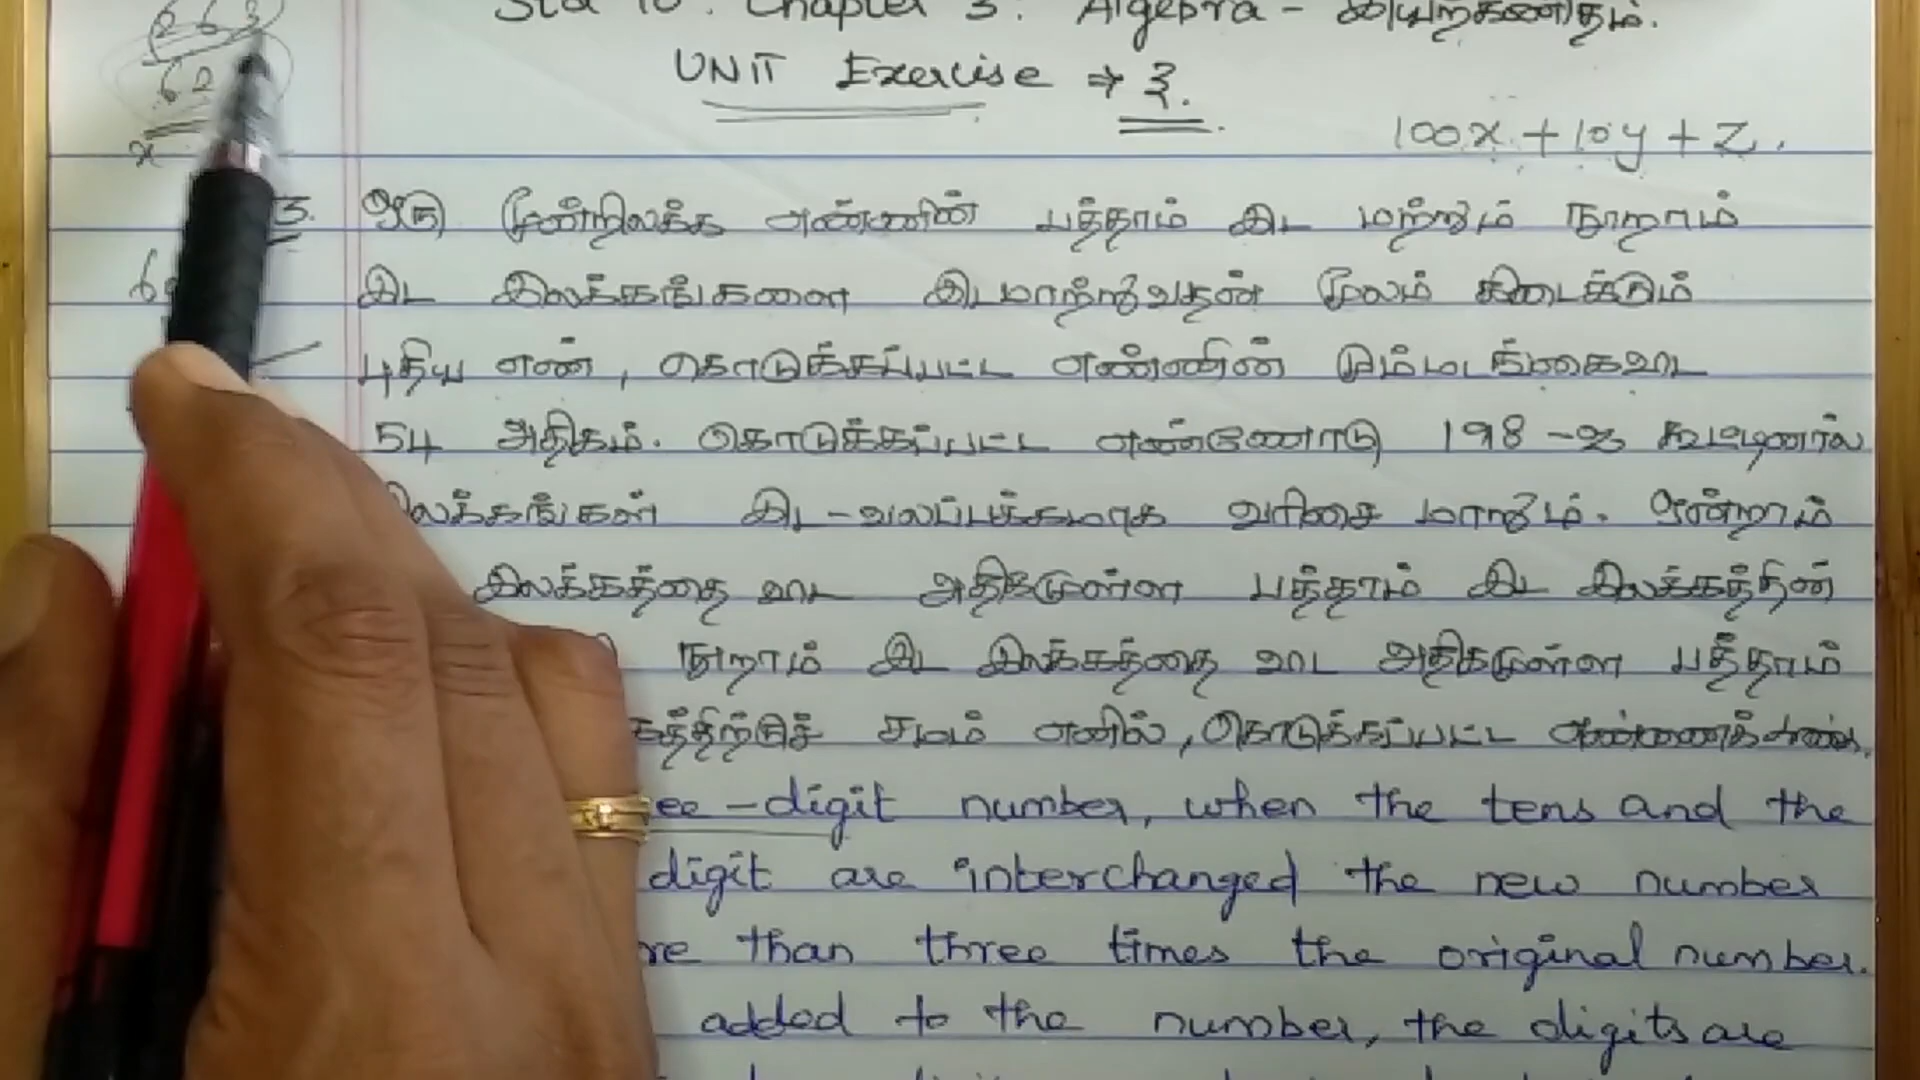 Std 10. Chapter 3. Algebra - இயற்கணிதம்.
UNIT Exercise ⇒ 3.
100x + 10y + z.
3. ஒரு மூன்றிலக்க எண்ணின் பத்தாம் இட மற்றும் நூறாம்
இட இலக்கங்களை இடமாற்றுவதன் மூலம் கிடைக்கும்
புதிய எண், கொடுக்கப்பட்ட எண்ணின் மும்மடங்கைவிட
54 அதிகம். கொடுக்கப்பட்ட எண்ணோடு 198-ஐ கூட்டினால்
இலக்கங்கள் இட-வலப்பக்கமாக வரிசை மாறும். ஒன்றாம்
இலக்கத்தை விட அதிகமுள்ள பத்தாம் இட இலக்கத்தின்
நூறாம் இட இலக்கத்தை விட அதிகமுள்ள பத்தாம்
சமம் எனில், கொடுக்கப்பட்ட எண்ணைக் காண்க.
-digit number, when the tens and the
digit are interchanged the new number
than three times the original number.
added to the number, the digits are